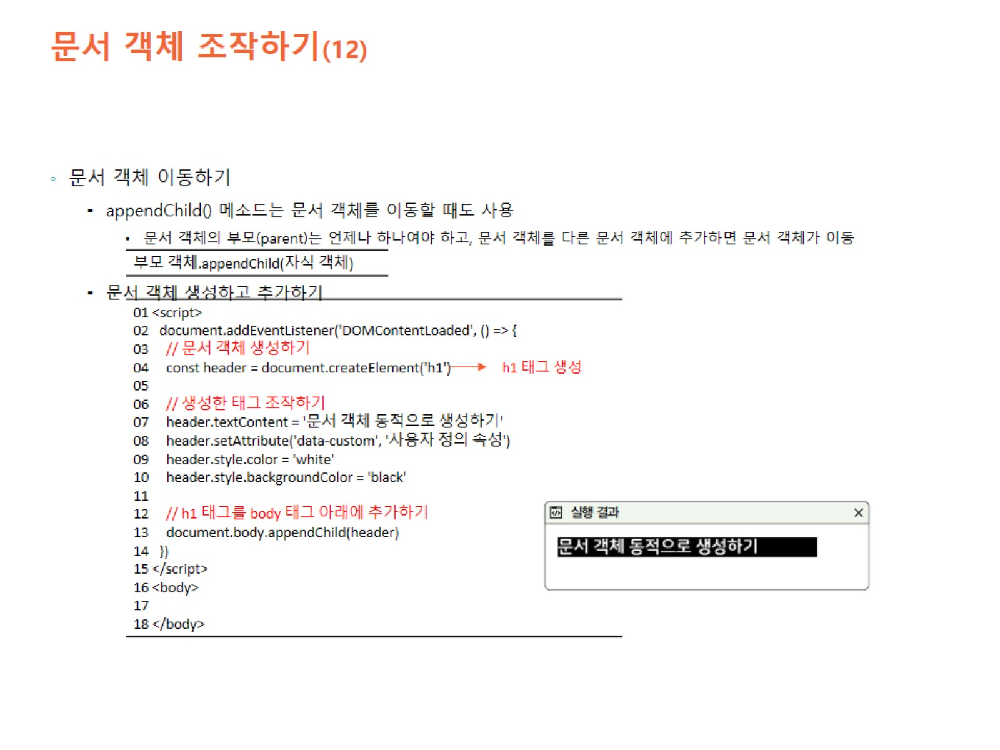 문서 객체 조작하기(12)
◦ 문서 객체 이동하기
▪ appendChild() 메소드는 문서 객체를 이동할 때도 사용
• 문서 객체의 부모(parent)는 언제나 하나여야 하고, 문서 객체를 다른 문서 객체에 추가하면 문서 객체가 이동
부모 객체.appendChild(자식 객체)
▪ 문서 객체 생성하고 추가하기
01 <script>
02 document.addEventListener('DOMContentLoaded', () => {
03 // 문서 객체 생성하기
04 const header = document.createElement('h1') h1 태그 생성
05
06 // 생성한 태그 조작하기
07 header.textContent = '문서 객체 동적으로 생성하기'
08 header.setAttribute('data-custom', '사용자 정의 속성')
09 header.style.color = 'white'
10 header.style.backgroundColor = 'black'
11
12 // h1 태그를 body 태그 아래에 추가하기
13 document.body.appendChild(header)
14 })
15 </script>
16 <body>
17
18 </body>
실행 결과
문서 객체 동적으로 생성하기